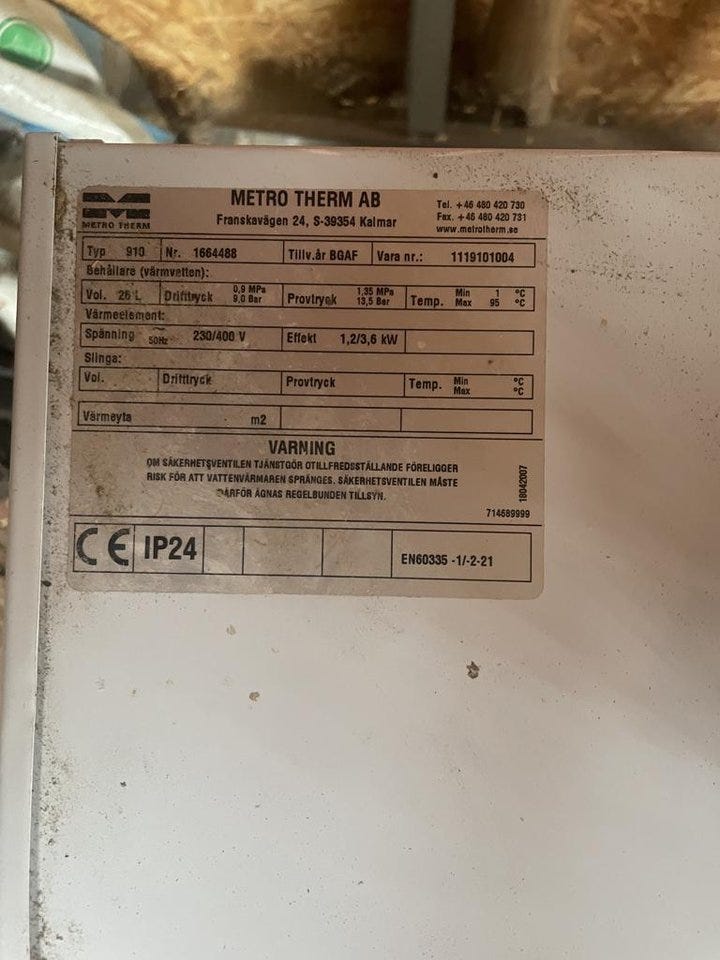 METRO THERM
METRO THERM AB
Franskavägen 24, S-39354 Kalmar
Tel. +46 480 420 730
Fax. +46 480 420 731
www.metrotherm.se
Typ 910 Nr. 1664488 Tillv.år BGAF Vara nr.: 1119101004
Behållare (värmvetten):
Vol. 26 L Drifttryck 0,9 MPa 9,0 Bar Provtryck 1,35 MPa 13,5 Bar Temp. Min 1 °C Max 95 °C
Värmeelement:
Spänning ~ 50Hz 230/400 V Effekt 1,2/3,6 kW
Slinga:
Vol. Drifttryck Provtryck Temp. Min °C Max °C
Värmeyta m2
VARNING
OM SÄKERHETSVENTILEN TJÄNSTGÖR OTILLFREDSSTÄLLANDE FÖRELIGGER
RISK FÖR ATT VATTENVÄRMAREN SPRÄNGES. SÄKERHETSVENTILEN MÅSTE
DÄRFÖR ÄGNAS REGELBUNDEN TILLSYN.
18042007
714689999
CE IP24 EN60335 -1/-2-21